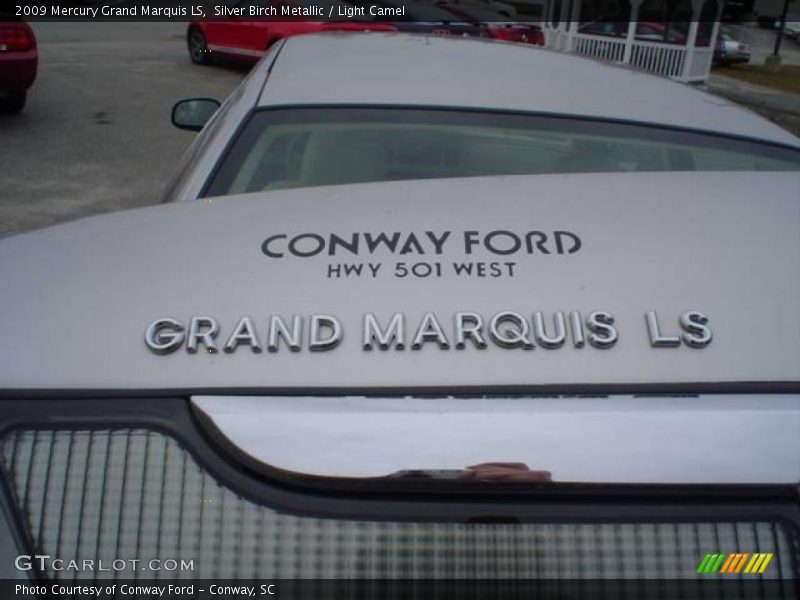 2009 Mercury Grand Marquis LS, Silver Birch Metallic / Light Camel
CONWAY FORD
HWY 501 WEST
GRAND MARQUIS LS
GTCARLOT.COM
Photo Courtesy of Conway Ford - Conway, SC